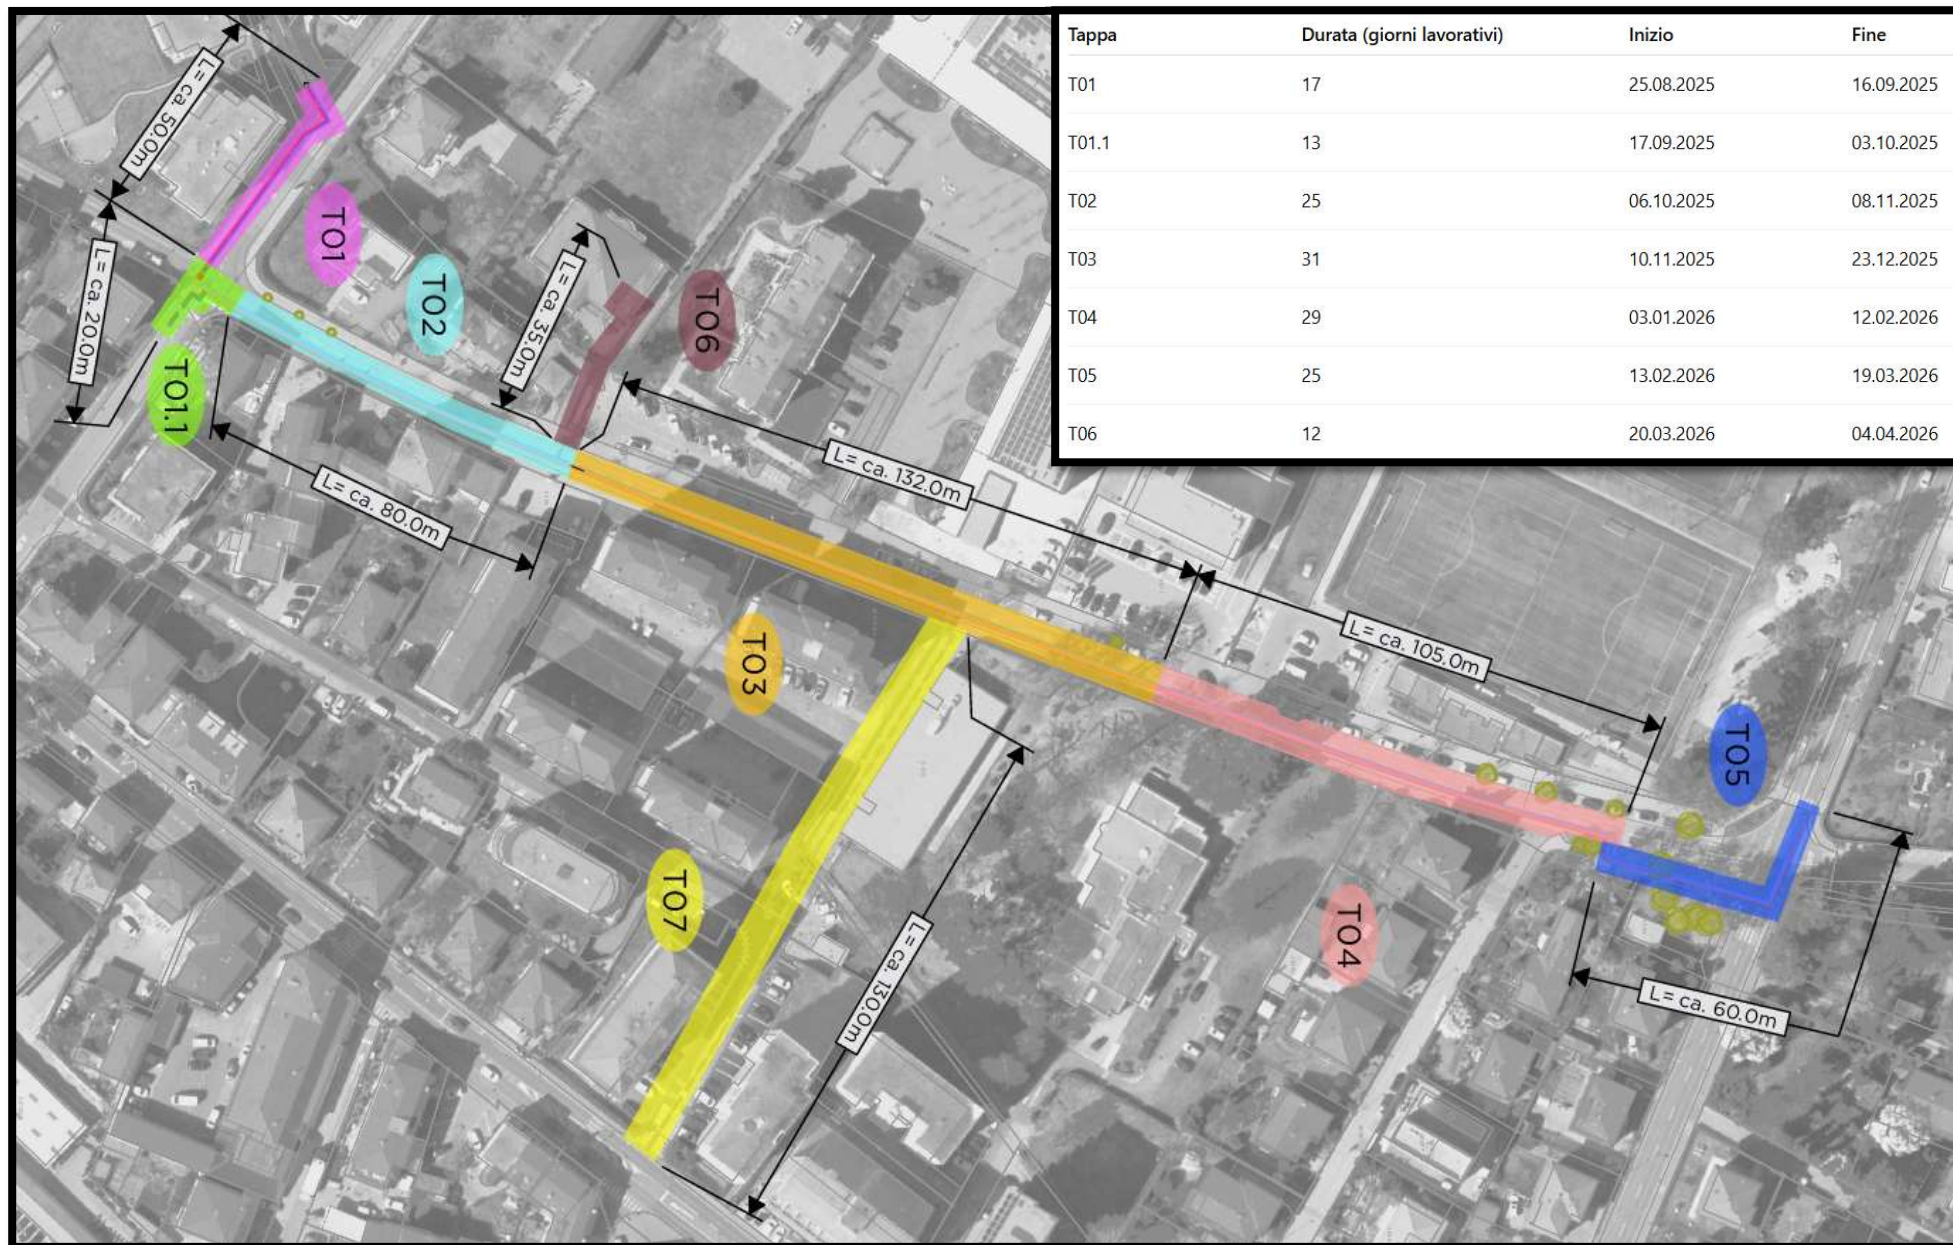 Tappa Durata (giorni lavorativi) Inizio Fine
T01 17 25.08.2025 16.09.2025
T01.1 13 17.09.2025 03.10.2025
T02 25 06.10.2025 08.11.2025
T03 31 10.11.2025 23.12.2025
T04 29 03.01.2026 12.02.2026
T05 25 13.02.2026 19.03.2026
T06 12 20.03.2026 04.04.2026
L= ca. 50.0m
T01
L= ca. 20.0m
T01.1
T02
L= ca. 35.0m
T06
L= ca. 80.0m
L= ca. 132.0m
T03
L= ca. 105.0m
T05
T07
L= ca. 130.0m
T04
L= ca. 60.0m